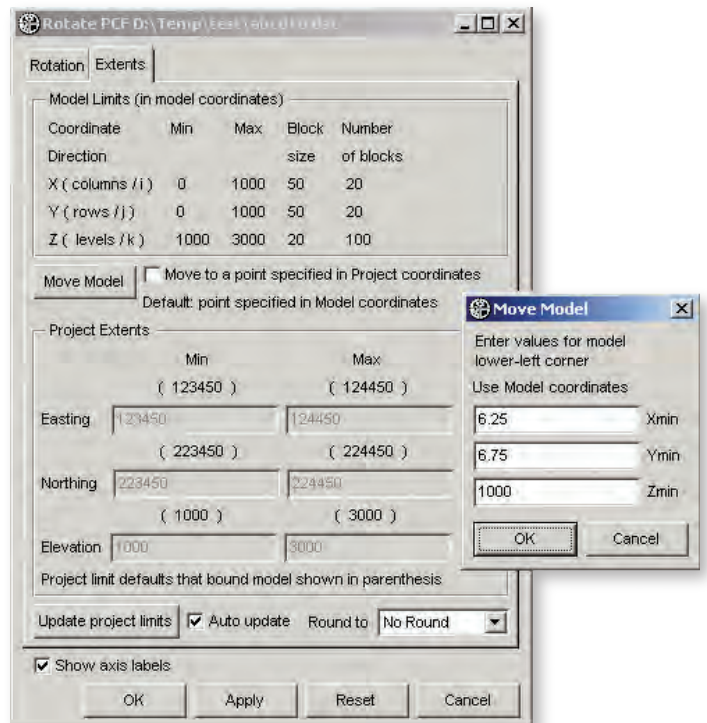 Rotate PCF D:\Temp\test\
Rotation Extents
Model Limits (in model coordinates)
Coordinate Min Max Block Number
Direction size of blocks
X ( columns / i ) 0 1000 50 20
Y ( rows / j ) 0 1000 50 20
Z ( levels / k ) 1000 3000 20 100
Move Model Move to a point specified in Project coordinates
Default: point specified in Model coordinates
Project Extents
Min Max
( 123450 ) ( 124450 )
Easting 123450 124450
( 223450 ) ( 224450 )
Northing 223450 224450
( 1000 ) ( 3000 )
Elevation 1000 3000
Project limit defaults that bound model shown in parenthesis
Update project limits Auto update Round to No Round
Show axis labels
OK Apply Reset Cancel
Move Model
Enter values for model
lower-left corner
Use Model coordinates
6.25 Xmin
6.75 Ymin
1000 Zmin
OK Cancel